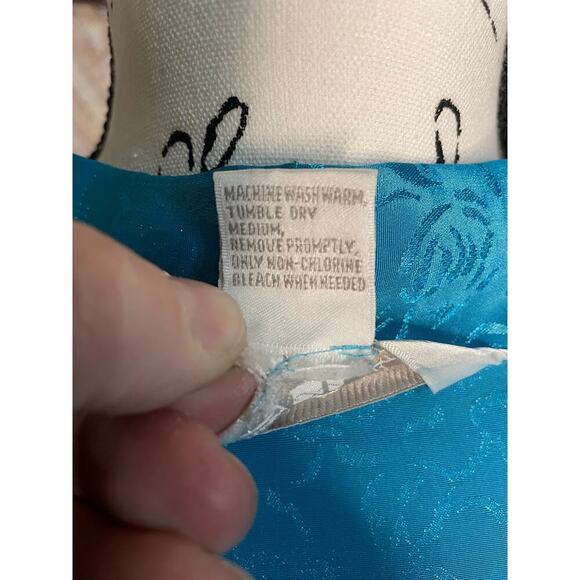 MACHINE WASH WARM,
TUMBLE DRY
MEDIUM,
REMOVE PROMPTLY,
ONLY NON-CHLORINE
BLEACH WHEN NEEDED